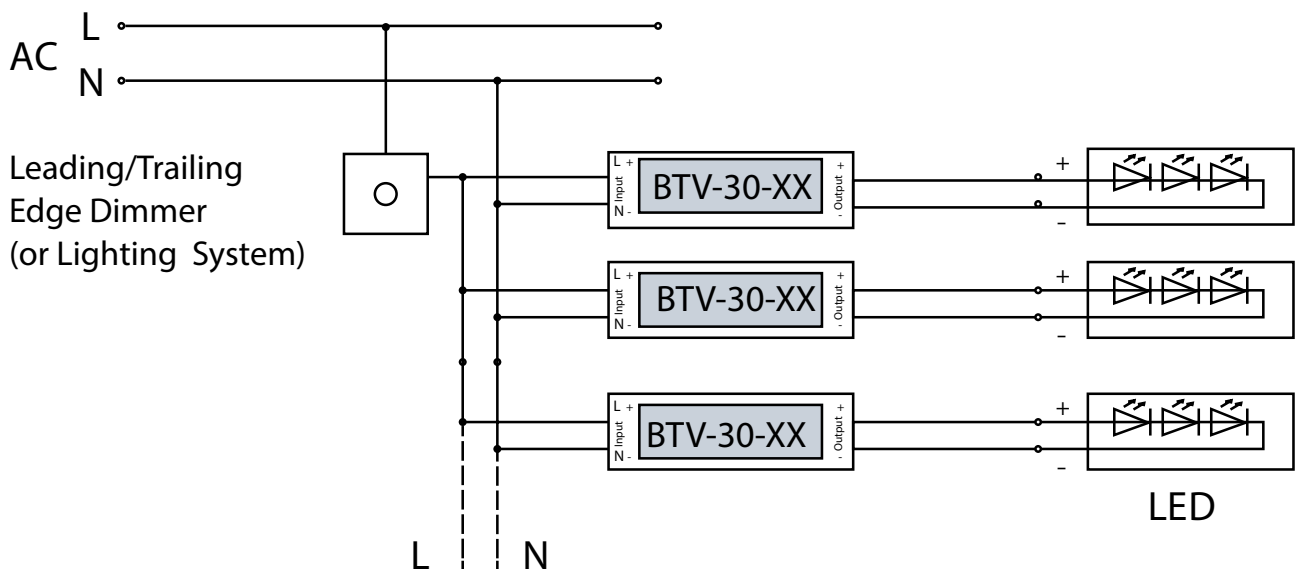 L
AC
N
Leading/Trailing
Edge Dimmer
(or Lighting System)
L +
Input
N -
BTV-30-XX
+
Output
-
+
–
L +
Input
N -
BTV-30-XX
+
Output
-
+
–
L +
Input
N -
BTV-30-XX
+
Output
-
+
–
LED
L N